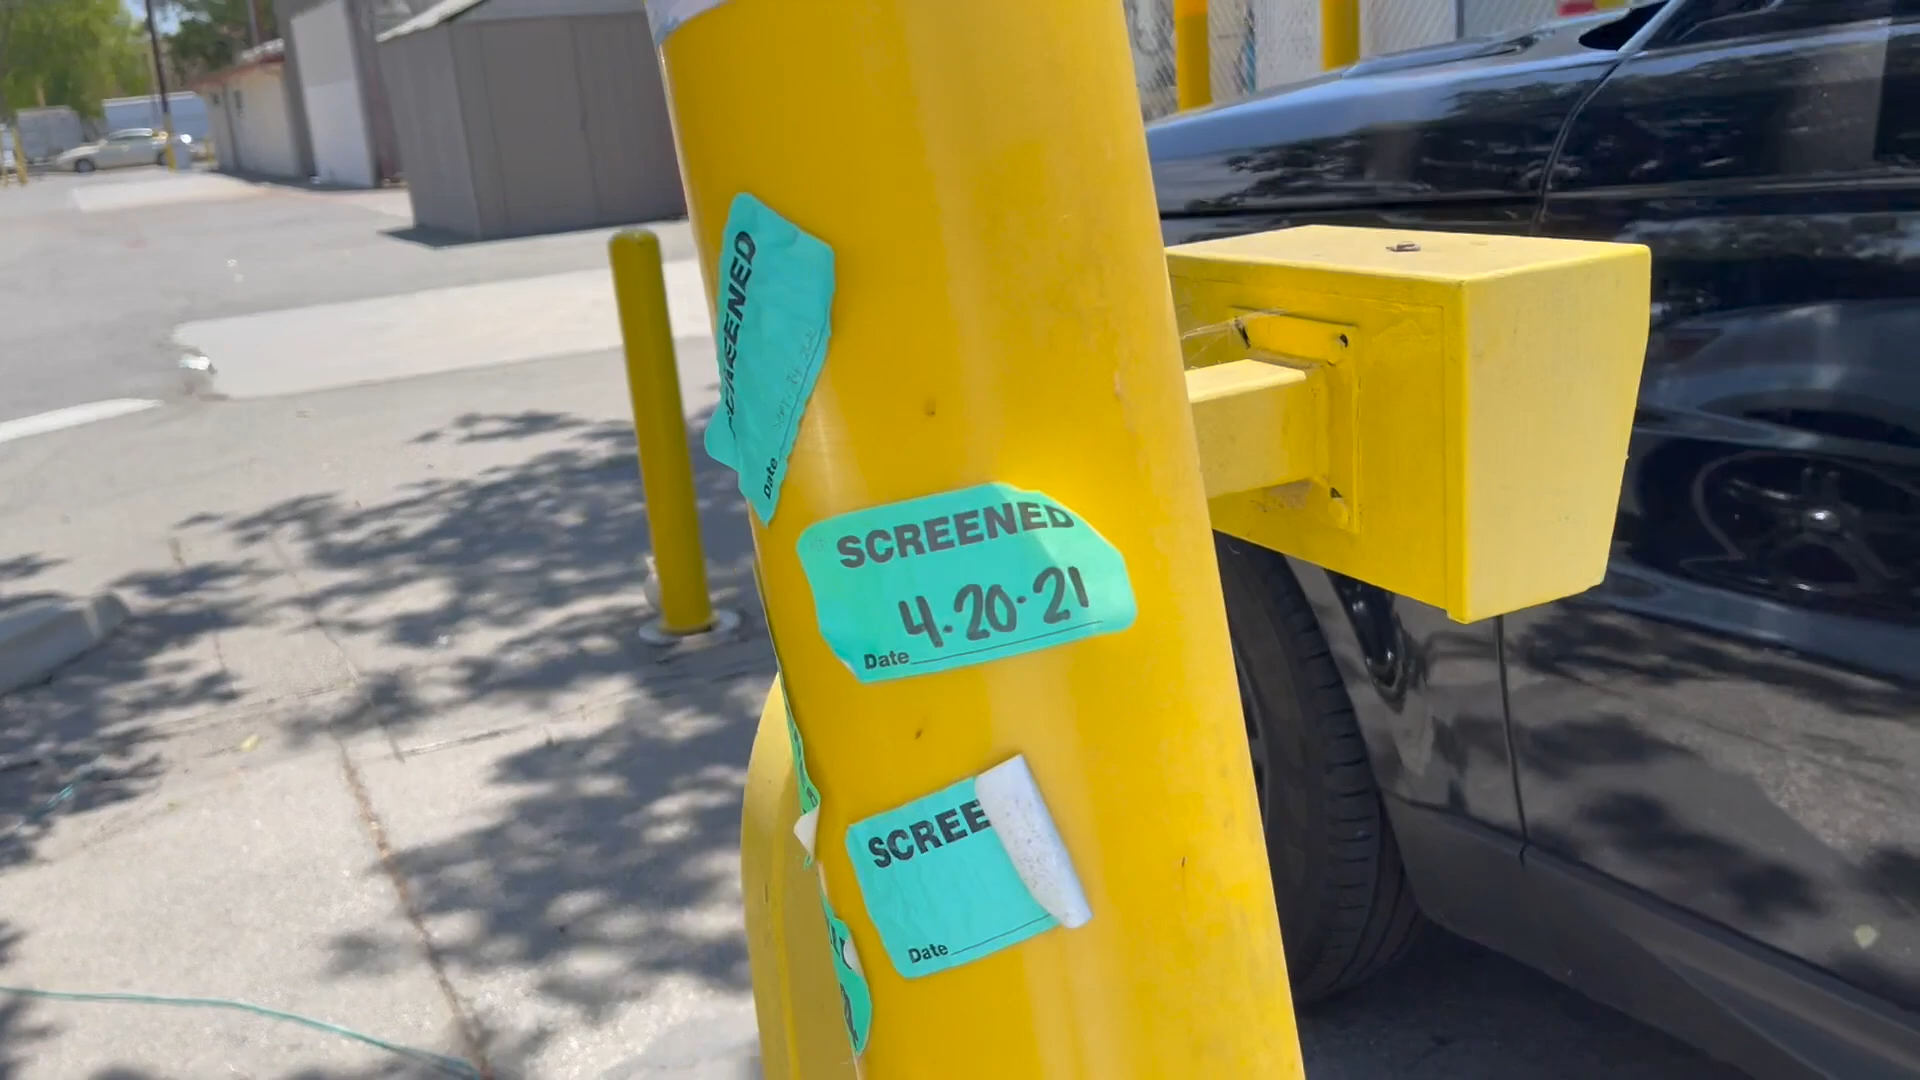 SCREENED
Date
SCREENED
4.20.21
Date
SCREE
Date